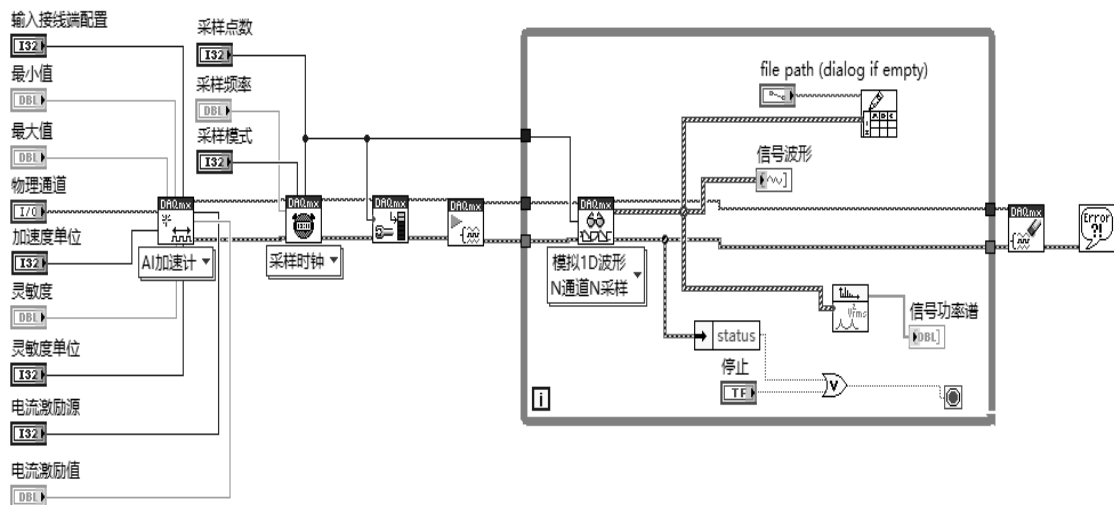 输入接线端配置
I32
最小值
DBL
最大值
DBL
物理通道
I/O
加速度单位
I32
灵敏度
DBL
灵敏度单位
I32
电流激励源
I32
电流激励值
DBL
采样点数
I32
采样频率
DBL
采样模式
I32
DAQmx
AI加速计
DAQmx
采样时钟
DAQmx
DAQmx
DAQmx
模拟1D波形
N通道N采样
file path (dialog if empty)
信号波形
信号功率谱
DBL
status
停止
TF
i
DAQmx
Error
?!